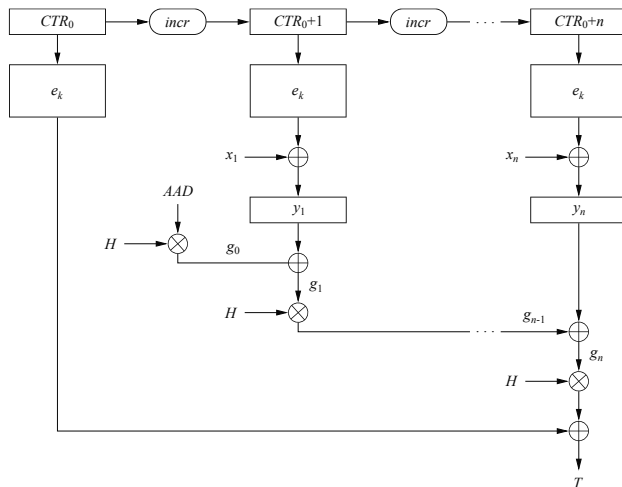 CTR0 incr CTR0+1 incr · · · CTR0+n
ek ek ek
x1 xn
AAD
y1 yn
H g0
g1
H gn-1
· · ·
gn
H
T